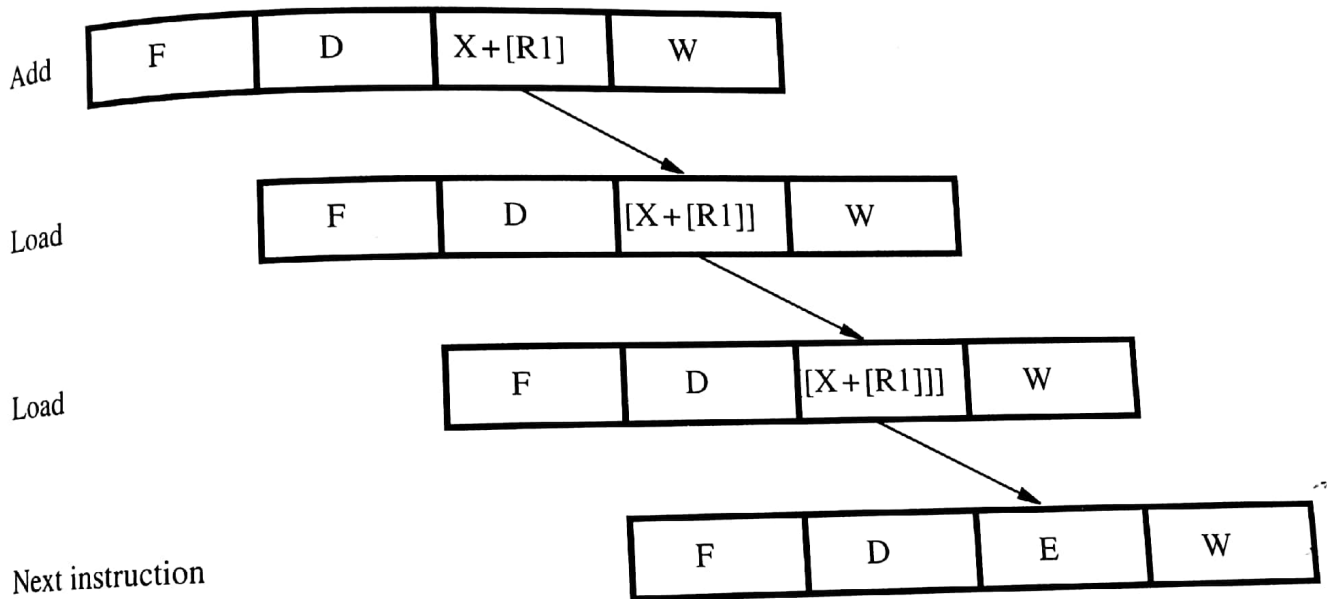 Add F D X+[R1] W
Load F D [X+[R1]] W
Load F D [X+[R1]]] W
Next instruction F D E W